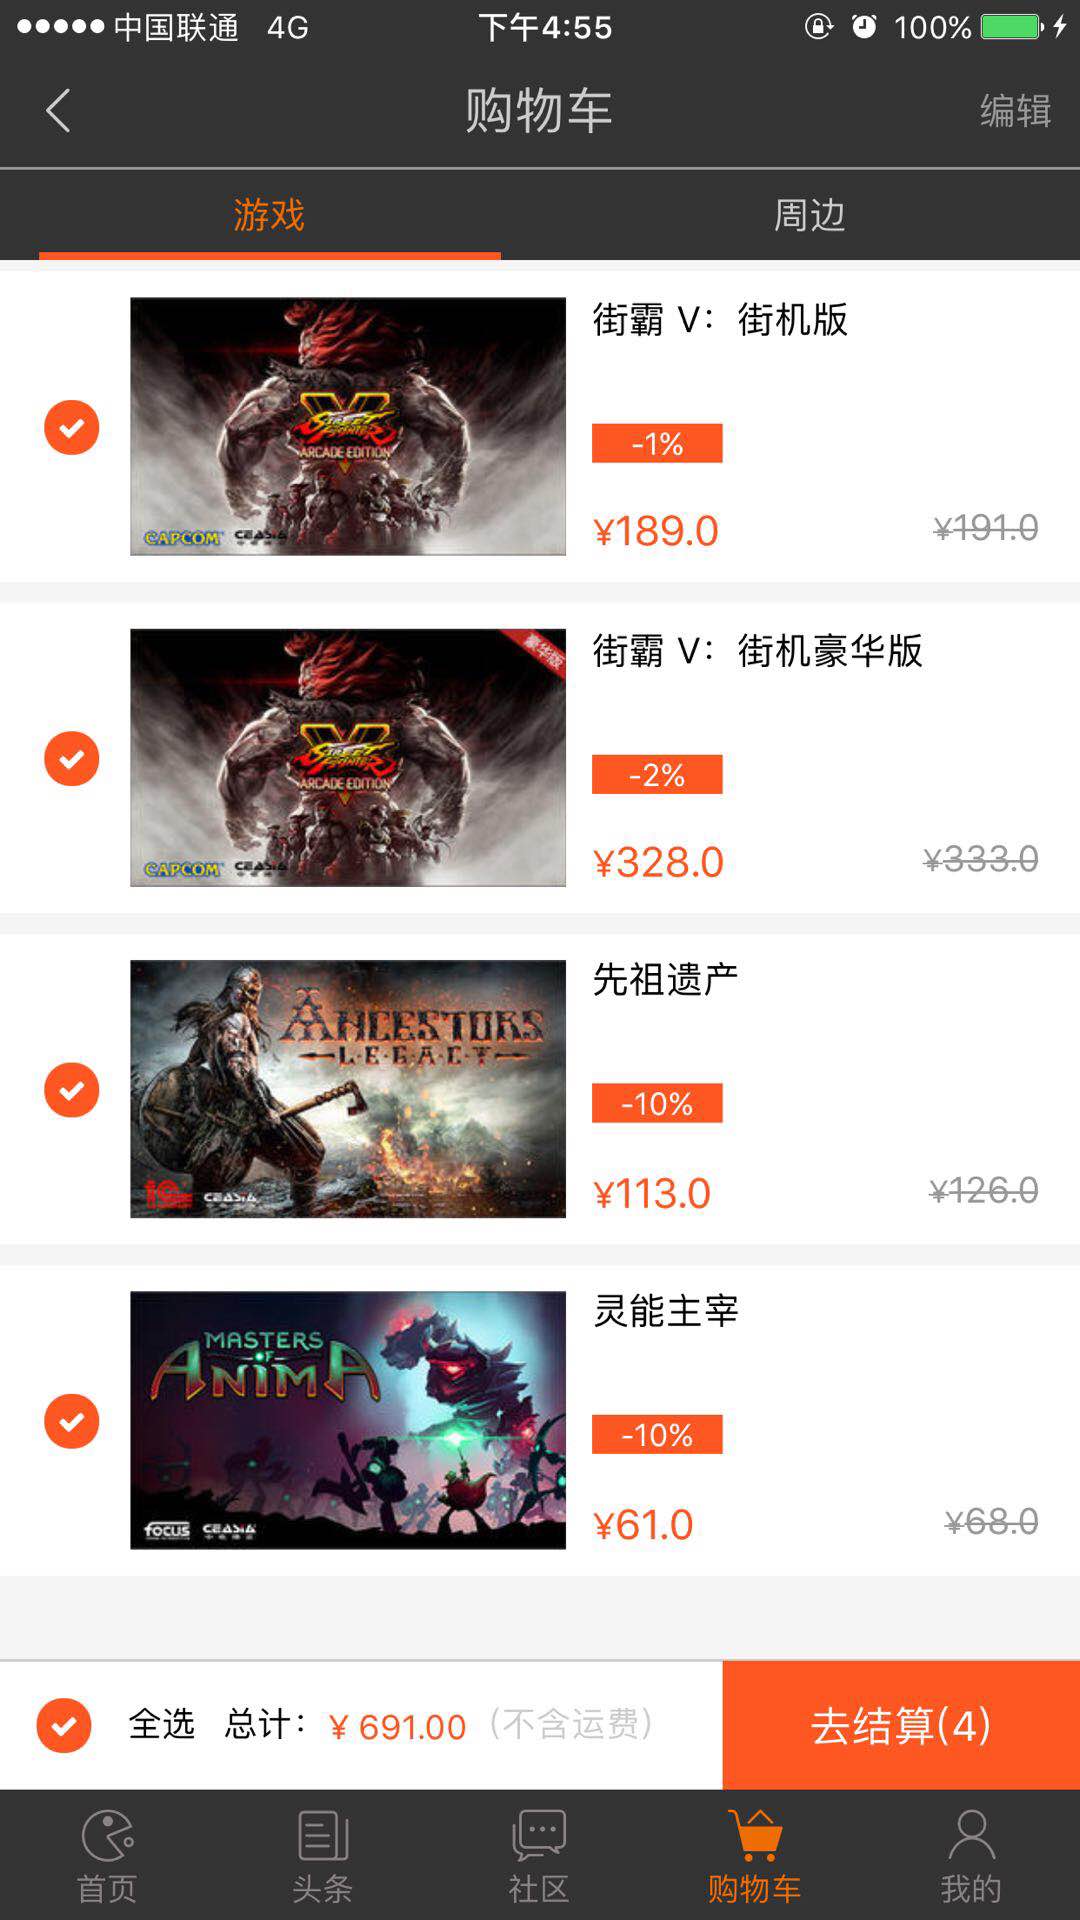 中国联通 4G 下午4:55 100%
购物车 编辑
游戏 周边
街霸 V：街机版
STREET FIGHTER
ARCADE EDITION
CAPCOM CEASIA
-1%
¥189.0 ¥191.0
豪华版
街霸 V：街机豪华版
STREET FIGHTER
ARCADE EDITION
CAPCOM CEASIA
-2%
¥328.0 ¥333.0
先祖遗产
ANCESTORS
LEGACY
CEASIA
-10%
¥113.0 ¥126.0
灵能主宰
MASTERS
OF
ANIMA
FOCUS CEASIA
-10%
¥61.0 ¥68.0
全选 总计：¥ 691.00（不含运费） 去结算(4)
首页 头条 社区 购物车 我的